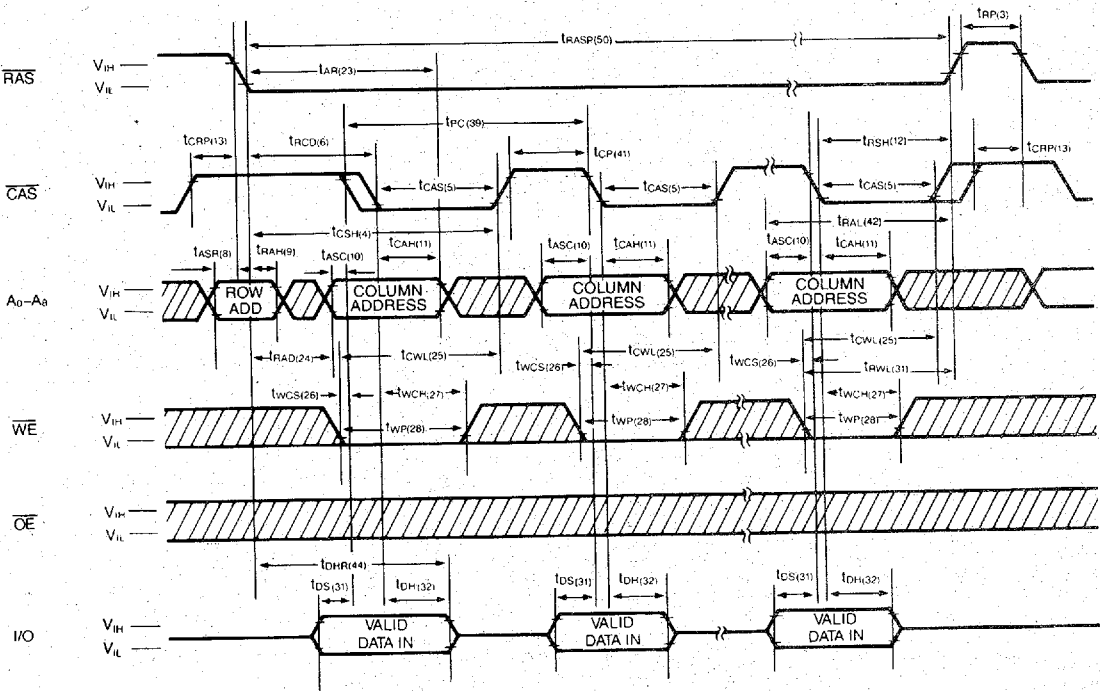 tRP(3)
tRASP(50)
tAR(23)
RAS
VIH
VIL
tPC(39)
tCRP(13)
tRCD(6)
tCP(41)
tRSH(12)
tCRP(13)
CAS
VIH
VIL
tCAS(5)
tCAS(5)
tCAS(5)
tCSH(4)
tRAL(42)
tASR(8)
tRAH(9)
tASC(10)
tCAH(11)
tASC(10)
tCAH(11)
tASC(10)
tCAH(11)
A0–A8
VIH
VIL
ROW ADD
COLUMN ADDRESS
COLUMN ADDRESS
COLUMN ADDRESS
tRAD(24)
tCWL(25)
tCWL(25)
tCWL(25)
tWCS(26)
tWCS(26)
tWCS(26)
tRWL(31)
tWCH(27)
tWCH(27)
tWCH(27)
WE
VIH
VIL
tWP(28)
tWP(28)
tWP(28)
OE
VIH
VIL
tDHR(44)
tDS(31)
tDH(32)
tDS(31)
tDH(32)
tDS(31)
tDH(32)
I/O
VIH
VIL
VALID DATA IN
VALID DATA IN
VALID DATA IN